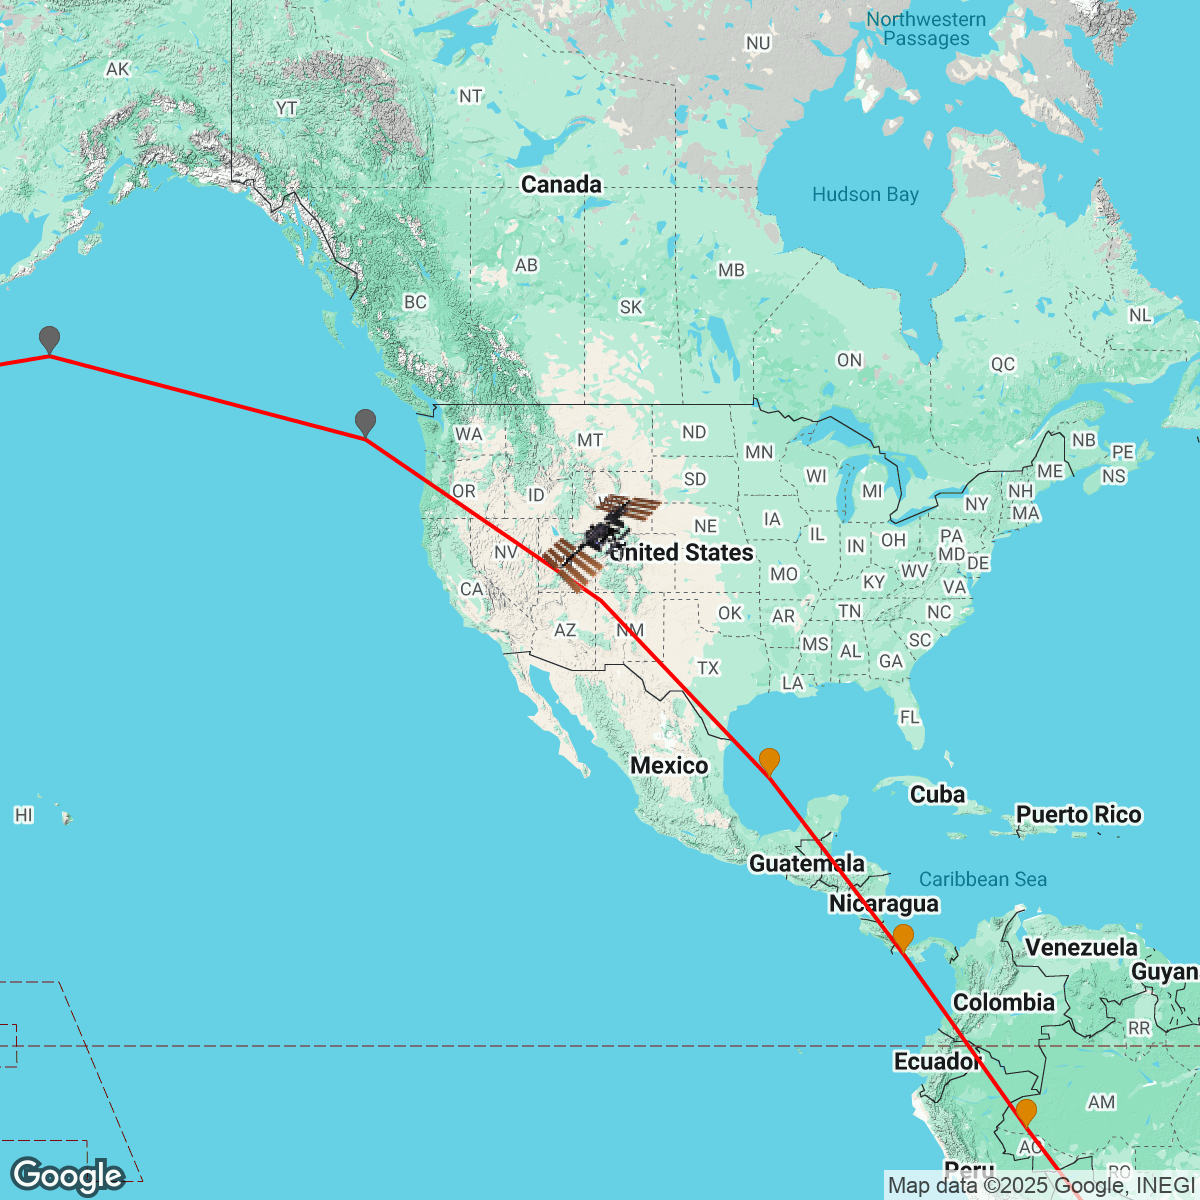 Northwestern
Passages
NU
AK
NT
YT
Canada
Hudson Bay
AB
MB
BC
SK
NL
ON
QC
WA
MT
ND
NB
MN
PE
ME
WI
NS
SD
OR
ID
MI
NH
NY
MA
IA
NE
IL
PA
OH
IN
NV
United States
MD
DE
MO
WV
KY
CA
VA
OK
AR
TN
NC
AZ
NM
SC
MS
AL
GA
TX
LA
FL
Mexico
Cuba
HI
Puerto Rico
Guatemala
Caribbean Sea
Nicaragua
Venezuela
Guyan
Colombia
RR
Ecuador
AM
AC
Peru
RO
Google
Map data ©2025 Google, INEGI